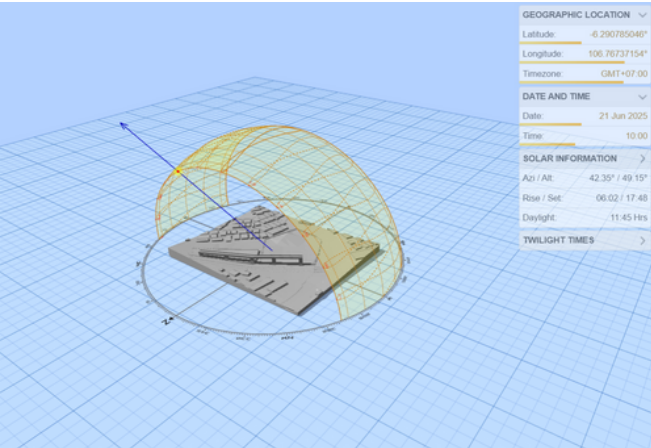 GEOGRAPHIC LOCATION
Latitude: -6.290785046°
Longitude: 106.76737154°
Timezone: GMT+07:00
DATE AND TIME
Date: 21 Jun 2025
Time: 10:00
SOLAR INFORMATION
Azi / Alt: 42.35° / 49.15°
Rise / Set: 06:02 / 17:48
Daylight: 11:45 Hrs
TWILIGHT TIMES
N